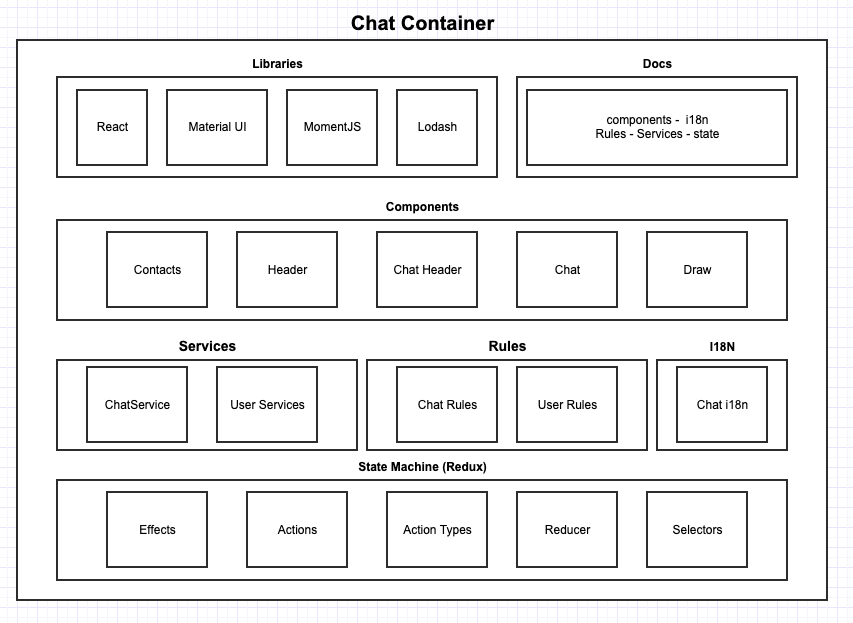 Chat Container
Libraries
React
Material UI
MomentJS
Lodash
Docs
components -  i18n
Rules - Services - state
Components
Contacts
Header
Chat Header
Chat
Draw
Services
ChatService
User Services
Rules
Chat Rules
User Rules
I18N
Chat i18n
State Machine (Redux)
Effects
Actions
Action Types
Reducer
Selectors